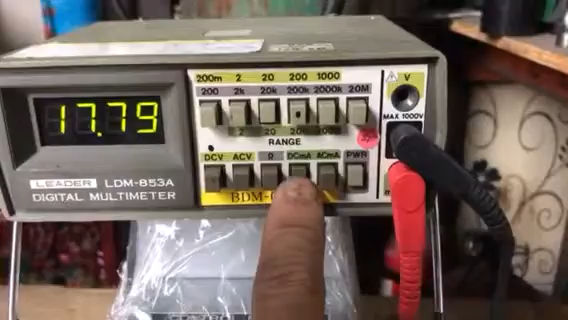 17.79
LEADER LDM-853A
DIGITAL MULTIMETER
200m 2 20 200 1000
200 2k 20k 200k 2000k 20M
2 20
RANGE
DCV ACV Ω DCmA ACmA PWR
V
MAX 1000V